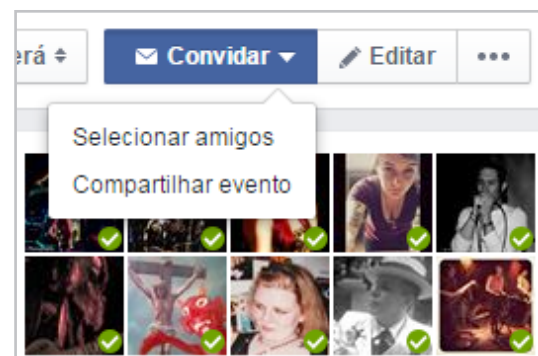 erá
Convidar
Editar
Selecionar amigos
Compartilhar evento